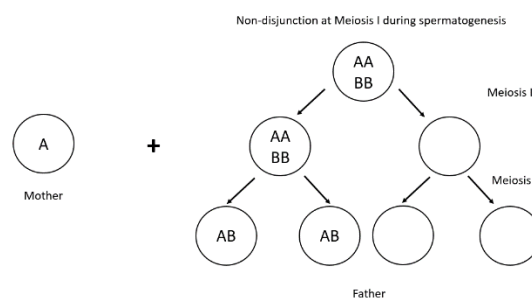 Non-disjunction at Meiosis I during spermatogenesis
AA
BB
Meiosis I
A
+
AA
BB
Mother
Meiosis
AB
AB
Father